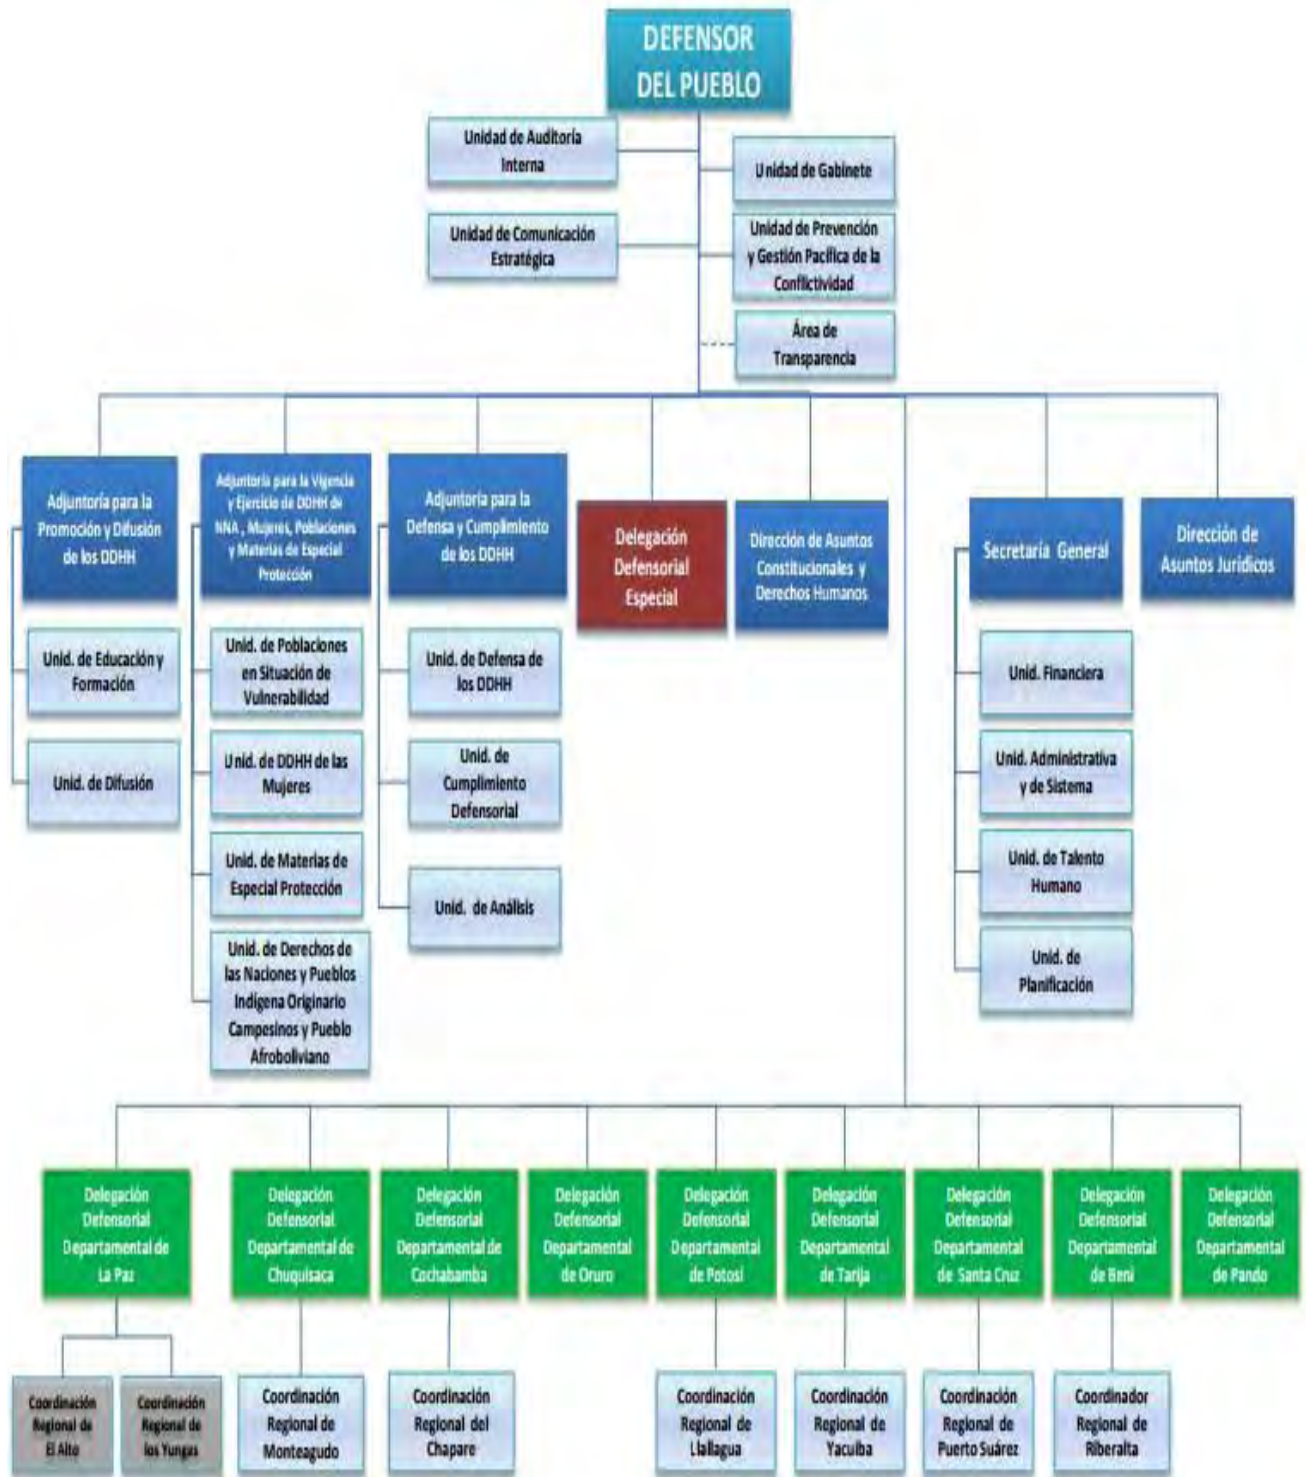 DEFENSOR
DEL PUEBLO
Unidad de Auditoría
Interna
Unidad de Gabinete
Unidad de Comunicación
Estratégica
Unidad de Prevención
y Gestión Pacífica de la
Conflictividad
Área de
Transparencia
Adjuntoría para la
Promoción y Difusión
de los DDHH
Adjuntoría para la Vigencia
y Ejercicio de DDHH de
NNA , Mujeres, Poblaciones
y Materias de Especial
Protección
Adjuntoría para la
Defensa y Cumplimiento
de los DDHH
Delegación
Defensorial
Especial
Dirección de Asuntos
Constitucionales y
Derechos Humanos
Secretaría General
Dirección de
Asuntos Jurídicos
Unid. de Educación y
Formación
Unid. de Difusión
Unid. de Poblaciones
en Situación de
Vulnerabilidad
Unid. de DDHH de las
Mujeres
Unid. de Materias de
Especial Protección
Unid. de Derechos de
las Naciones y Pueblos
Indígena Originario
Campesinos y Pueblo
Afroboliviano
Unid. de Defensa de
los DDHH
Unid. de
Cumplimiento
Defensorial
Unid. de Análisis
Unid. Financiera
Unid. Administrativa
y de Sistema
Unid. de Talento
Humano
Unid. de
Planificación
Delegación
Defensorial
Departamental de
La Paz
Delegación
Defensorial
Departamental de
Chuquisaca
Delegación
Defensorial
Departamental de
Cochabamba
Delegación
Defensorial
Departamental
de Oruro
Delegación
Defensorial
Departamental
de Potosí
Delegación
Defensorial
Departamental
de Tarija
Delegación
Defensorial
Departamental
de Santa Cruz
Delegación
Defensorial
Departamental
de Beni
Delegación
Defensorial
Departamental
de Pando
Coordinación
Regional de
El Alto
Coordinación
Regional de
los Yungas
Coordinación
Regional de
Monteagudo
Coordinación
Regional del
Chapare
Coordinación
Regional de
Llallagua
Coordinación
Regional de
Yacuiba
Coordinación
Regional de
Puerto Suárez
Coordinador
Regional de
Riberalta